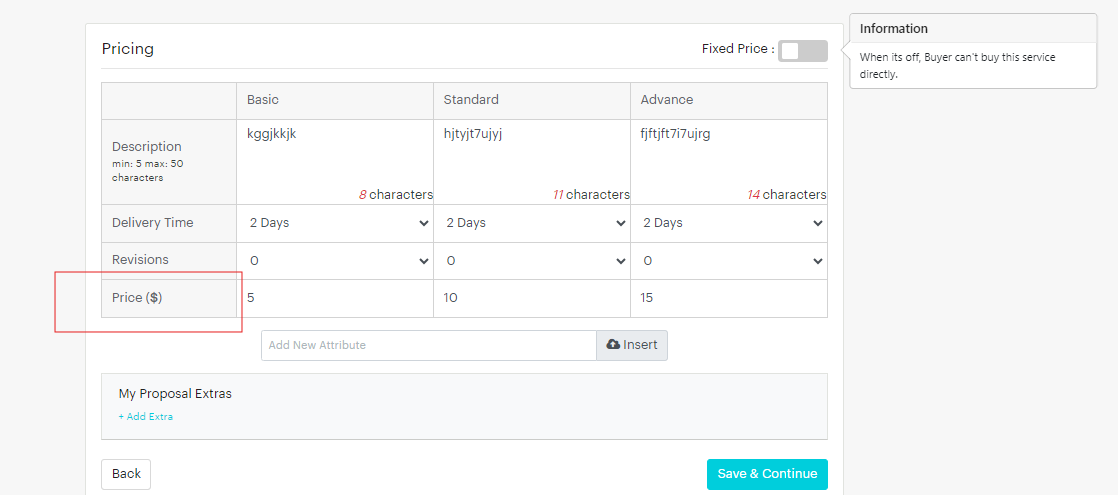 Pricing
Fixed Price :
Information
When its off, Buyer can't buy this service
directly.
Basic
Standard
Advance
Description
min: 5 max: 50
characters
kggjkkjk
hjtyjt7ujyj
fjftjft7i7ujrg
8 characters
11 characters
14 characters
Delivery Time
2 Days
2 Days
2 Days
Revisions
0
0
0
Price ($)
5
10
15
Add New Attribute
Insert
My Proposal Extras
+ Add Extra
Back
Save & Continue